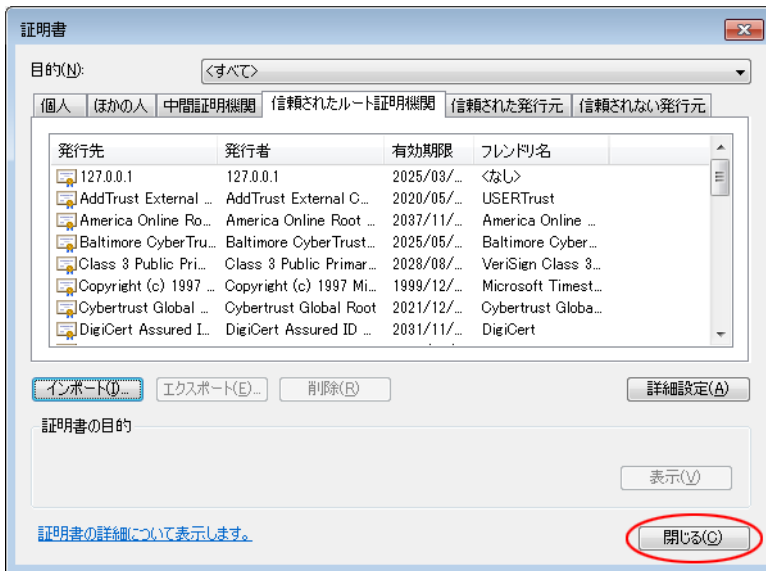 証明書
目的(N): <すべて>
個人 ほかの人 中間証明機関 信頼されたルート証明機関 信頼された発行元 信頼されない発行元
発行先 発行者 有効期限 フレンドリ名
127.0.0.1 127.0.0.1 2025/03/... <なし>
AddTrust External ... AddTrust External C... 2020/05/... USERTrust
America Online Ro... America Online Root ... 2037/11/... America Online ...
Baltimore CyberTru... Baltimore CyberTrust... 2025/05/... Baltimore Cyber...
Class 3 Public Pri... Class 3 Public Primar... 2028/08/... VeriSign Class 3...
Copyright (c) 1997 ... Copyright (c) 1997 Mi... 1999/12/... Microsoft Timest...
Cybertrust Global ... Cybertrust Global Root 2021/12/... Cybertrust Globa...
DigiCert Assured I... DigiCert Assured ID ... 2031/11/... DigiCert
インポート(I)... エクスポート(E)... 削除(R) 詳細設定(A)
証明書の目的
表示(V)
証明書の詳細について表示します。
閉じる(C)